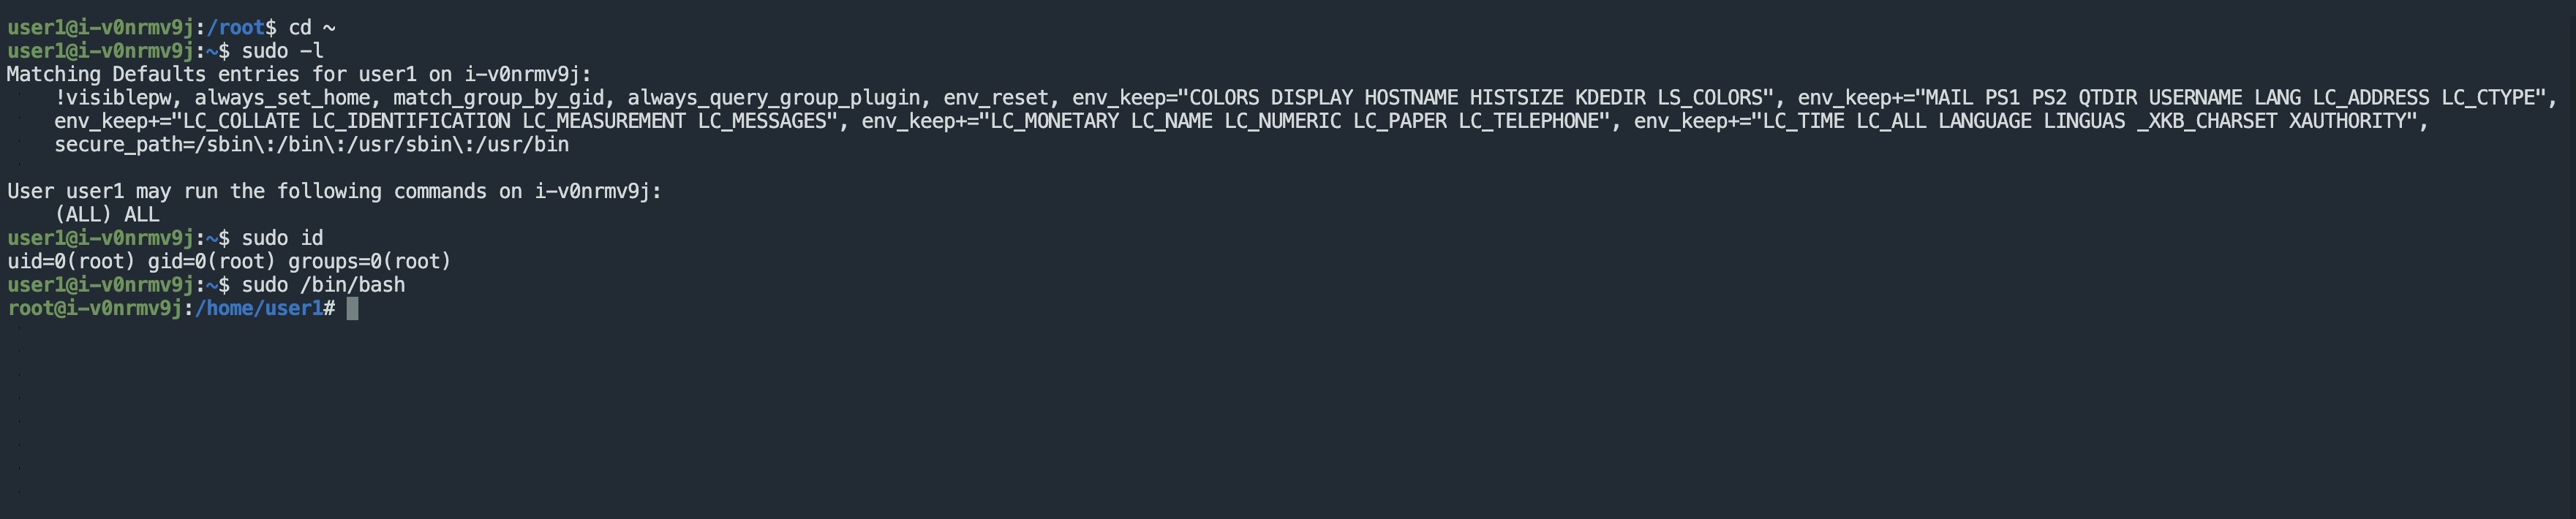 user1@i-v0nrmv9j:/root$ cd ~
user1@i-v0nrmv9j:~$ sudo -l
Matching Defaults entries for user1 on i-v0nrmv9j:
    !visiblepw, always_set_home, match_group_by_gid, always_query_group_plugin, env_reset, env_keep="COLORS DISPLAY HOSTNAME HISTSIZE KDEDIR LS_COLORS", env_keep+="MAIL PS1 PS2 QTDIR USERNAME LANG LC_ADDRESS LC_CTYPE",
    env_keep+="LC_COLLATE LC_IDENTIFICATION LC_MEASUREMENT LC_MESSAGES", env_keep+="LC_MONETARY LC_NAME LC_NUMERIC LC_PAPER LC_TELEPHONE", env_keep+="LC_TIME LC_ALL LANGUAGE LINGUAS _XKB_CHARSET XAUTHORITY",
    secure_path=/sbin\:/bin\:/usr/sbin\:/usr/bin

User user1 may run the following commands on i-v0nrmv9j:
    (ALL) ALL
user1@i-v0nrmv9j:~$ sudo id
uid=0(root) gid=0(root) groups=0(root)
user1@i-v0nrmv9j:~$ sudo /bin/bash
root@i-v0nrmv9j:/home/user1#